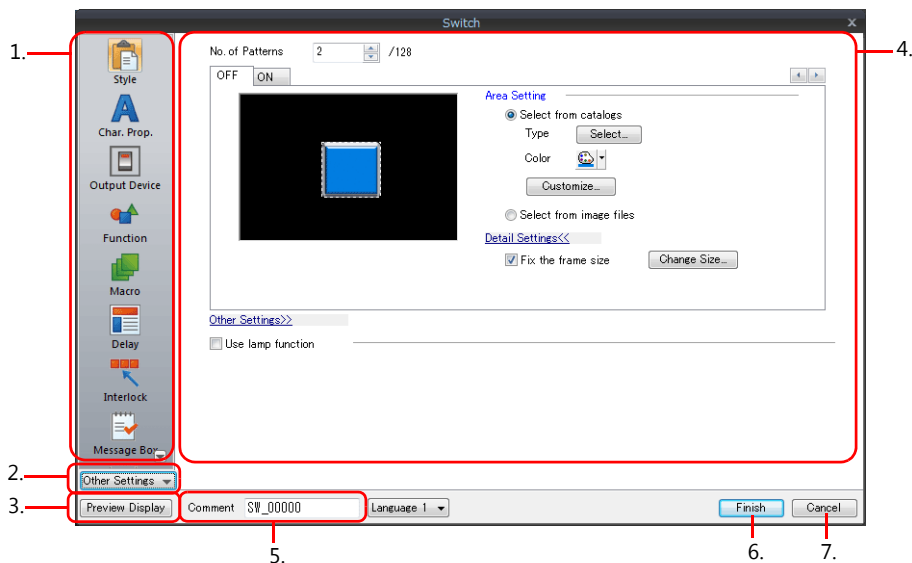 Switch
x
1.
4.
Style
Char. Prop.
Output Device
Function
Macro
Delay
Interlock
Message Box
No. of Patterns 2 /128
OFF ON
Area Setting
Select from catalogs
Type Select...
Color
Customize...
Select from image files
Detail Settings<<
Fix the frame size Change Size...
Other Settings>>
Use lamp function
2.
Other Settings
3.
Preview Display Comment SW_00000 Language 1 Finish Cancel
5.
6.
7.